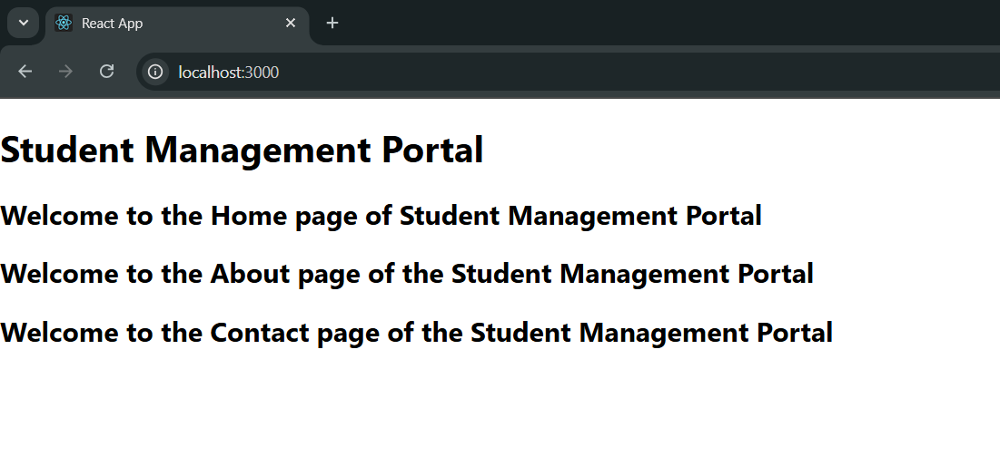 React App
localhost:3000
Student Management Portal
Welcome to the Home page of Student Management Portal
Welcome to the About page of the Student Management Portal
Welcome to the Contact page of the Student Management Portal